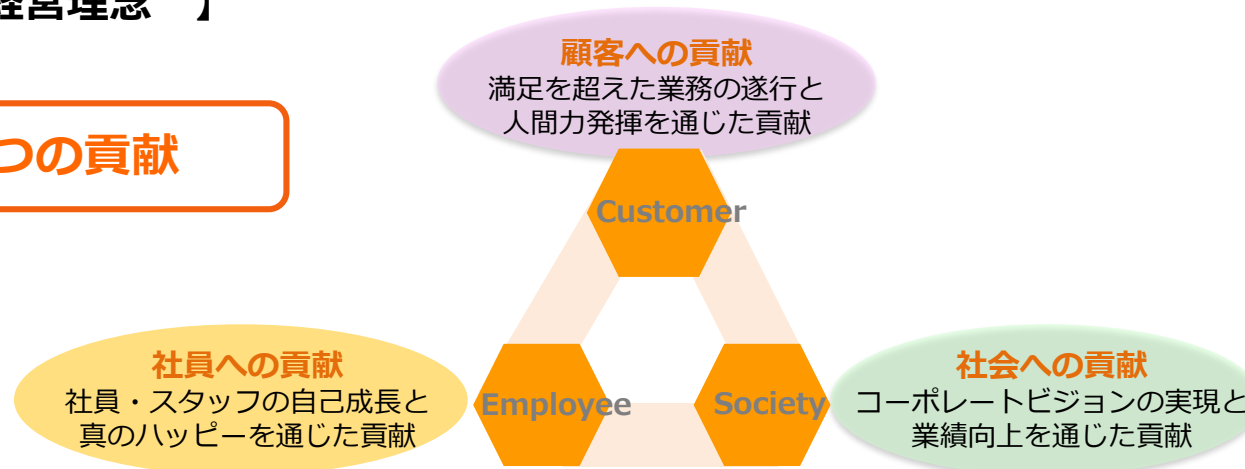 経営理念 】
つの貢献
顧客への貢献
満足を超えた業務の遂行と
人間力発揮を通じた貢献
Customer
社員への貢献
社員・スタッフの自己成長と
真のハッピーを通じた貢献
Employee
Society
社会への貢献
コーポレートビジョンの実現と
業績向上を通じた貢献